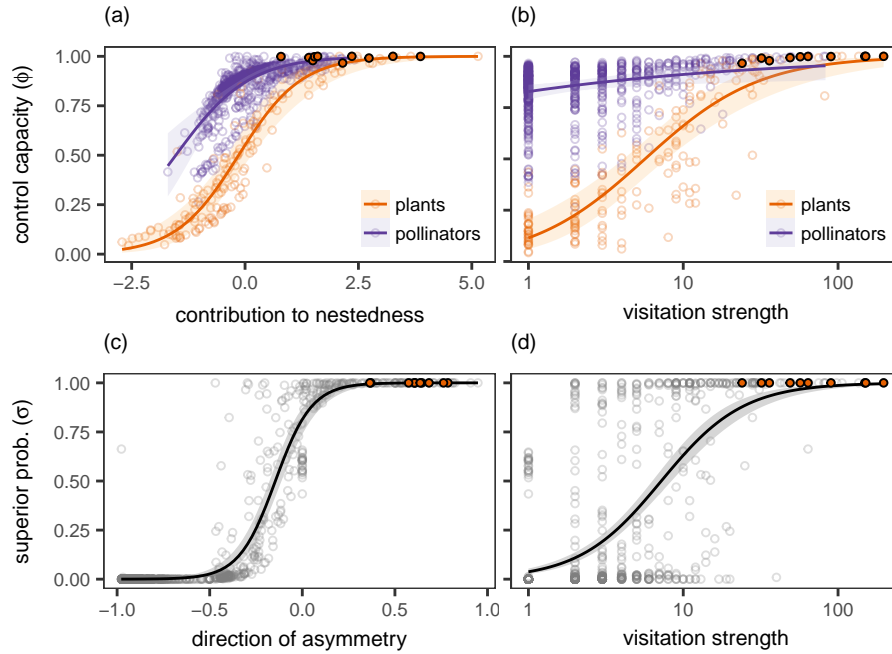 (a)
(b)
control capacity (ϕ)
1.00
0.75
0.50
0.25
0.00
plants
pollinators
plants
pollinators
−2.5
0.0
2.5
5.0
1
10
100
contribution to nestedness
visitation strength
(c)
(d)
superior prob. (σ)
1.00
0.75
0.50
0.25
0.00
−1.0
−0.5
0.0
0.5
1.0
1
10
100
direction of asymmetry
visitation strength